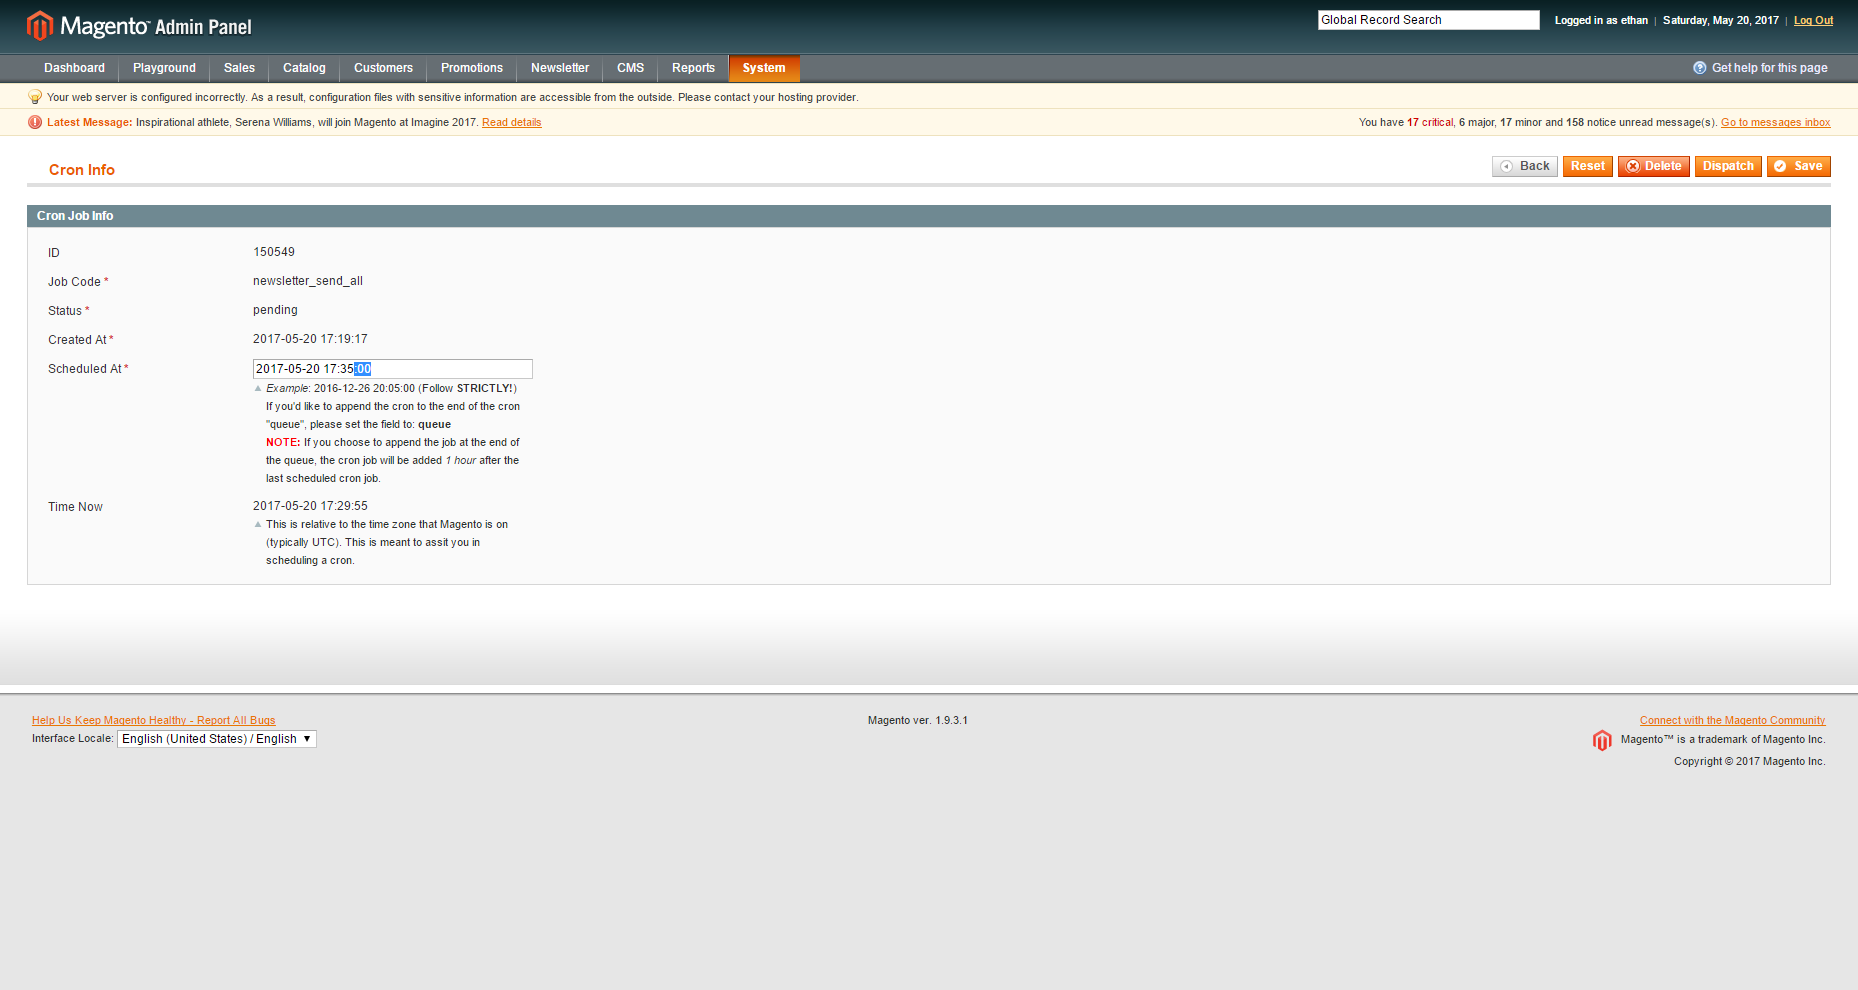 Magento™ Admin Panel
Global Record Search
Logged in as ethan | Saturday, May 20, 2017 | Log Out
Dashboard Playground Sales Catalog Customers Promotions Newsletter CMS Reports System
Get help for this page
Your web server is configured incorrectly. As a result, configuration files with sensitive information are accessible from the outside. Please contact your hosting provider.
Latest Message: Inspirational athlete, Serena Williams, will join Magento at Imagine 2017. Read details
You have 17 critical, 6 major, 17 minor and 158 notice unread message(s). Go to messages inbox
Cron Info
Back Reset Delete Dispatch Save
Cron Job Info
ID 150549
Job Code * newsletter_send_all
Status * pending
Created At * 2017-05-20 17:19:17
Scheduled At * 2017-05-20 17:35:00
Example: 2016-12-26 20:05:00 (Follow STRICTLY!)
If you'd like to append the cron to the end of the cron
"queue", please set the field to: queue
NOTE: If you choose to append the job at the end of
the queue, the cron job will be added 1 hour after the
last scheduled cron job.
Time Now 2017-05-20 17:29:55
This is relative to the time zone that Magento is on
(typically UTC). This is meant to assit you in
scheduling a cron.
Help Us Keep Magento Healthy - Report All Bugs
Interface Locale: English (United States) / English
Magento ver. 1.9.3.1
Connect with the Magento Community
Magento™ is a trademark of Magento Inc.
Copyright © 2017 Magento Inc.